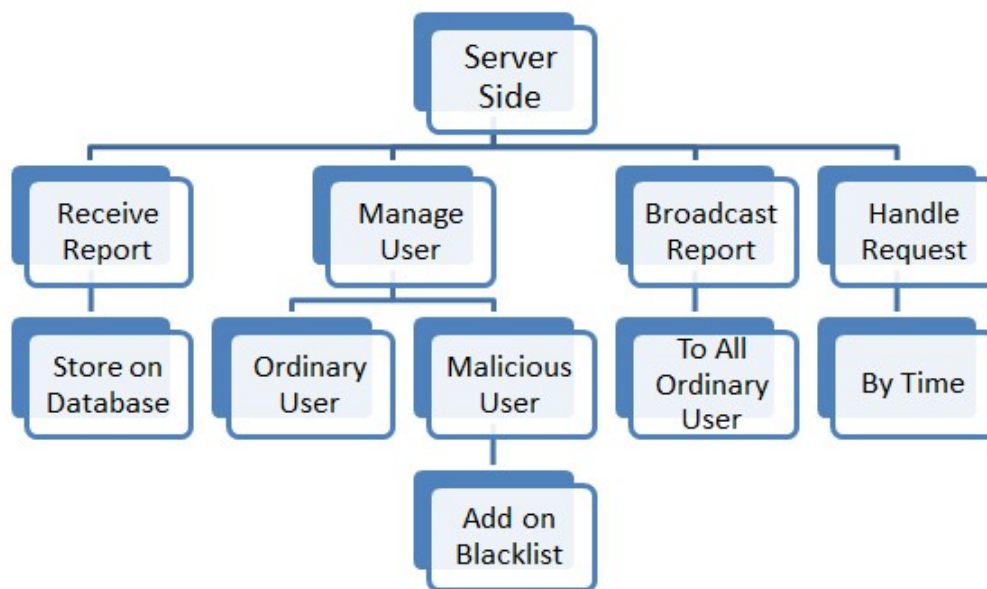 Server
Side
Receive
Report
Manage
User
Broadcast
Report
Handle
Request
Store on
Database
Ordinary
User
Malicious
User
To All
Ordinary
User
By Time
Add on
Blacklist